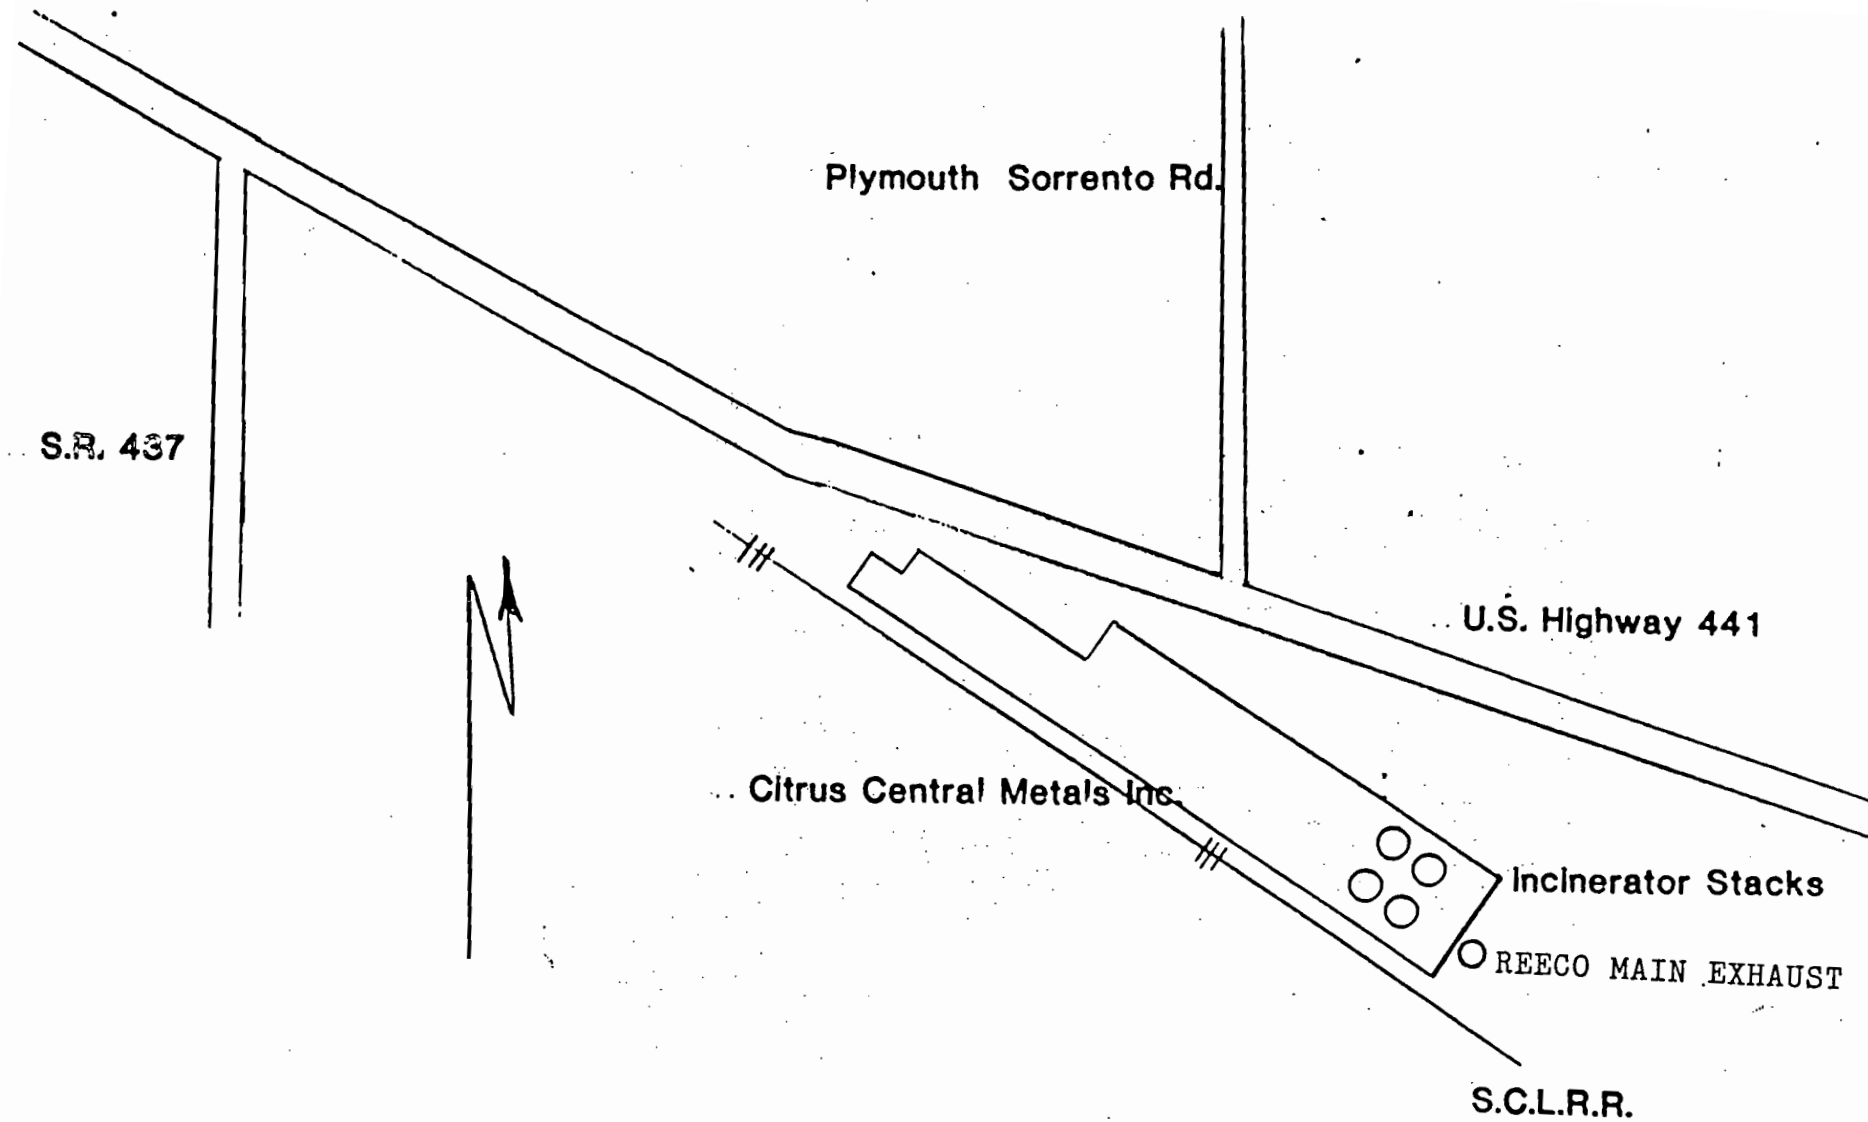 Plymouth Sorrento Rd.
S.R. 437
U.S. Highway 441
Citrus Central Metals Inc.
Incinerator Stacks
REECO MAIN EXHAUST
S.C.L.R.R.